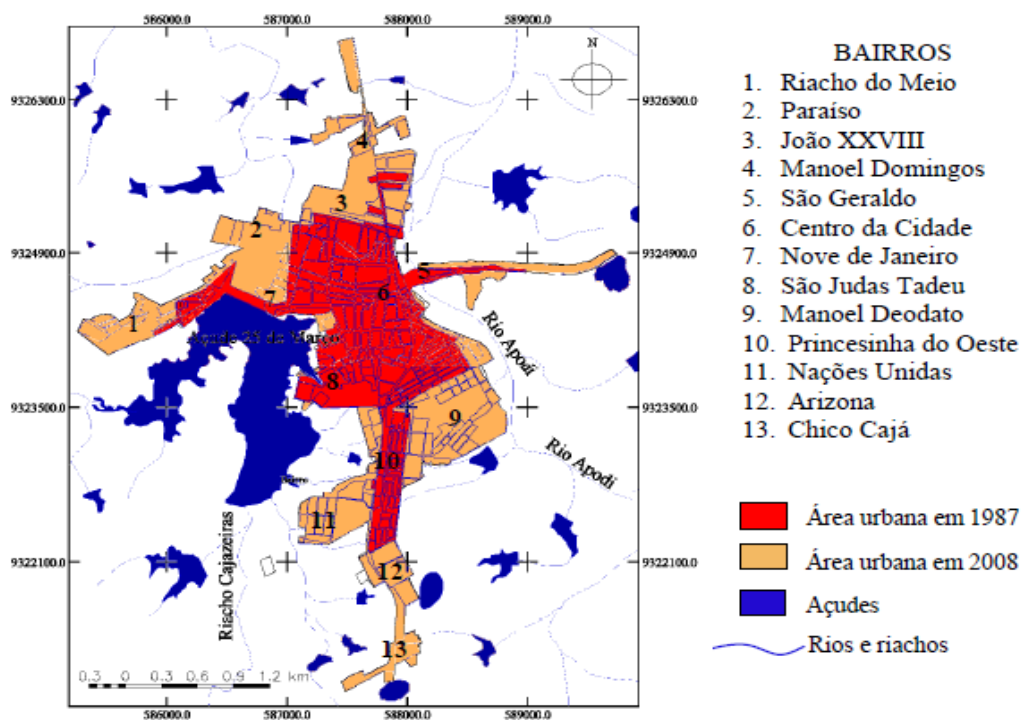 586000.0 587000.0 588000.0 589000.0
N
9326300.0 9326300.0
9324900.0 9324900.0
9323500.0 9323500.0
9322100.0 9322100.0
4
3
2
5
6
7
1
Rio Apodi
Açude 25 de Março
8
9
10
Rio Apodi
11
Riacho Cajazeiras
12
13
0.3 0 0.3 0.6 0.9 1.2 km
586000.0 587000.0 588000.0 589000.0
BAIRROS
1. Riacho do Meio
2. Paraíso
3. João XXVIII
4. Manoel Domingos
5. São Geraldo
6. Centro da Cidade
7. Nove de Janeiro
8. São Judas Tadeu
9. Manoel Deodato
10. Princesinha do Oeste
11. Nações Unidas
12. Arizona
13. Chico Cajá
Área urbana em 1987
Área urbana em 2008
Açudes
Rios e riachos